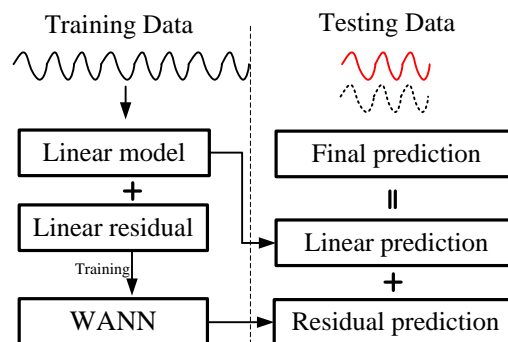 Training Data
Testing Data
Linear model
+
Linear residual
Training
WANN
Final prediction
=
Linear prediction
+
Residual prediction